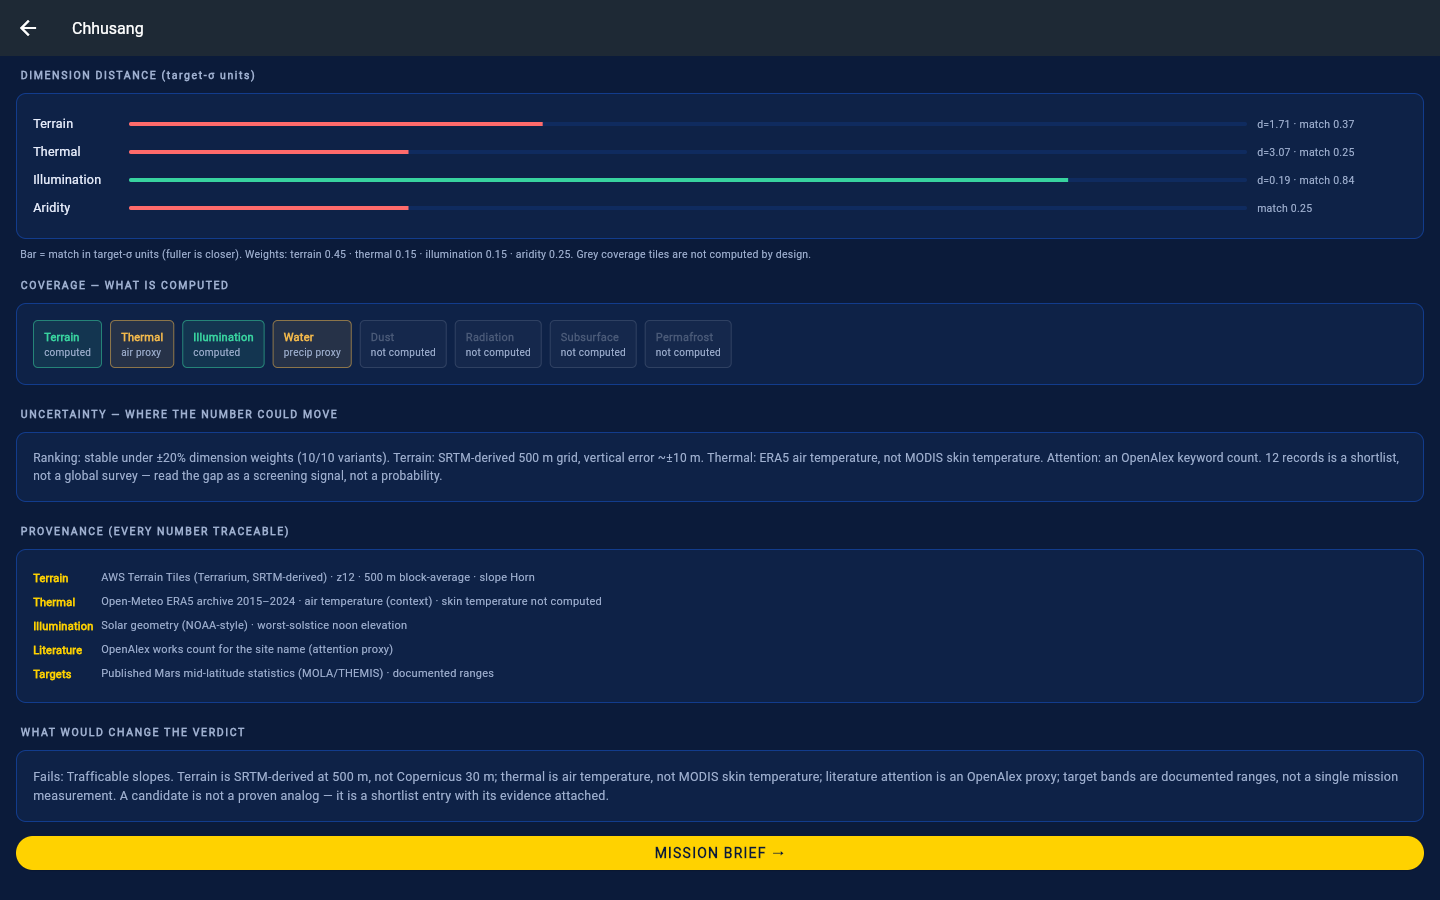 Chhusang
DIMENSION DISTANCE (target-σ units)
Terrain d=1.71 · match 0.37
Thermal d=3.07 · match 0.25
Illumination d=0.19 · match 0.84
Aridity match 0.25
Bar = match in target-σ units (fuller is closer). Weights: terrain 0.45 · thermal 0.15 · illumination 0.15 · aridity 0.25. Grey coverage tiles are not computed by design.
COVERAGE — WHAT IS COMPUTED
Terrain Thermal Illumination Water Dust Radiation Subsurface Permafrost
computed air proxy computed precip proxy not computed not computed not computed not computed
UNCERTAINTY — WHERE THE NUMBER COULD MOVE
Ranking: stable under ±20% dimension weights (10/10 variants). Terrain: SRTM-derived 500 m grid, vertical error ~±10 m. Thermal: ERA5 air temperature, not MODIS skin temperature. Attention: an OpenAlex keyword count. 12 records is a shortlist,
not a global survey — read the gap as a screening signal, not a probability.
PROVENANCE (EVERY NUMBER TRACEABLE)
Terrain AWS Terrain Tiles (Terrarium, SRTM-derived) · z12 · 500 m block-average · slope Horn
Thermal Open-Meteo ERA5 archive 2015–2024 · air temperature (context) · skin temperature not computed
Illumination Solar geometry (NOAA-style) · worst-solstice noon elevation
Literature OpenAlex works count for the site name (attention proxy)
Targets Published Mars mid-latitude statistics (MOLA/THEMIS) · documented ranges
WHAT WOULD CHANGE THE VERDICT
Fails: Trafficable slopes. Terrain is SRTM-derived at 500 m, not Copernicus 30 m; thermal is air temperature, not MODIS skin temperature; literature attention is an OpenAlex proxy; target bands are documented ranges, not a single mission
measurement. A candidate is not a proven analog — it is a shortlist entry with its evidence attached.
MISSION BRIEF →